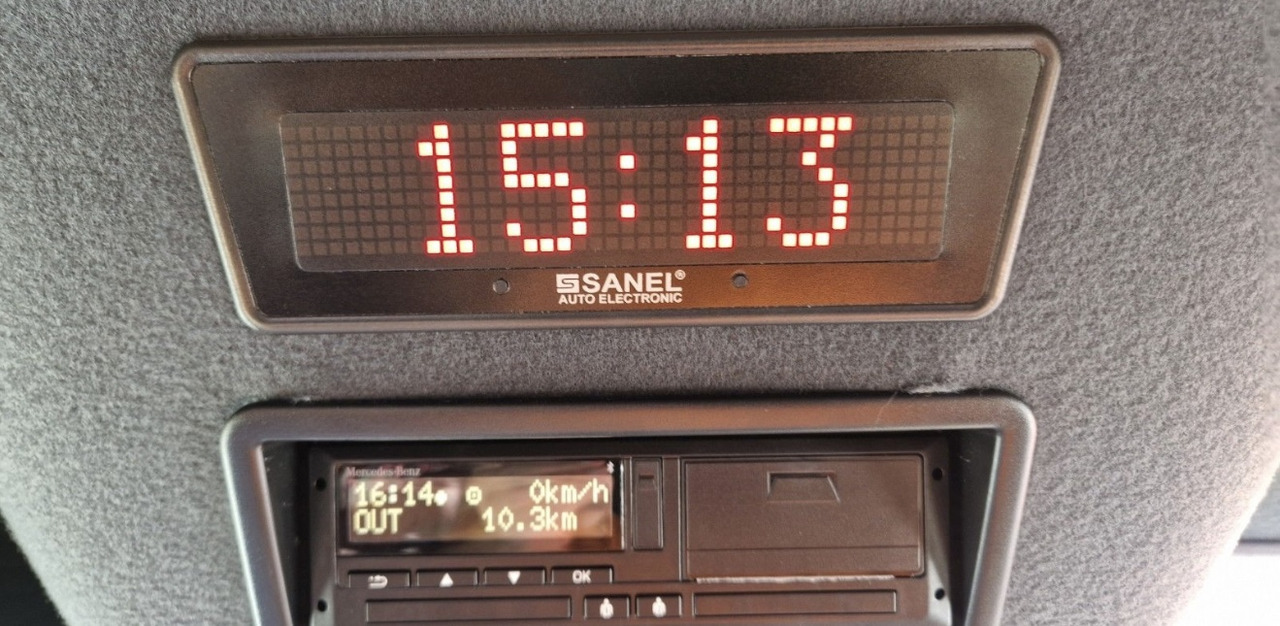 15:13
SANEL®
AUTO ELECTRONIC
Mercedes-Benz
16:14 0km/h
OUT 10.3km
OK